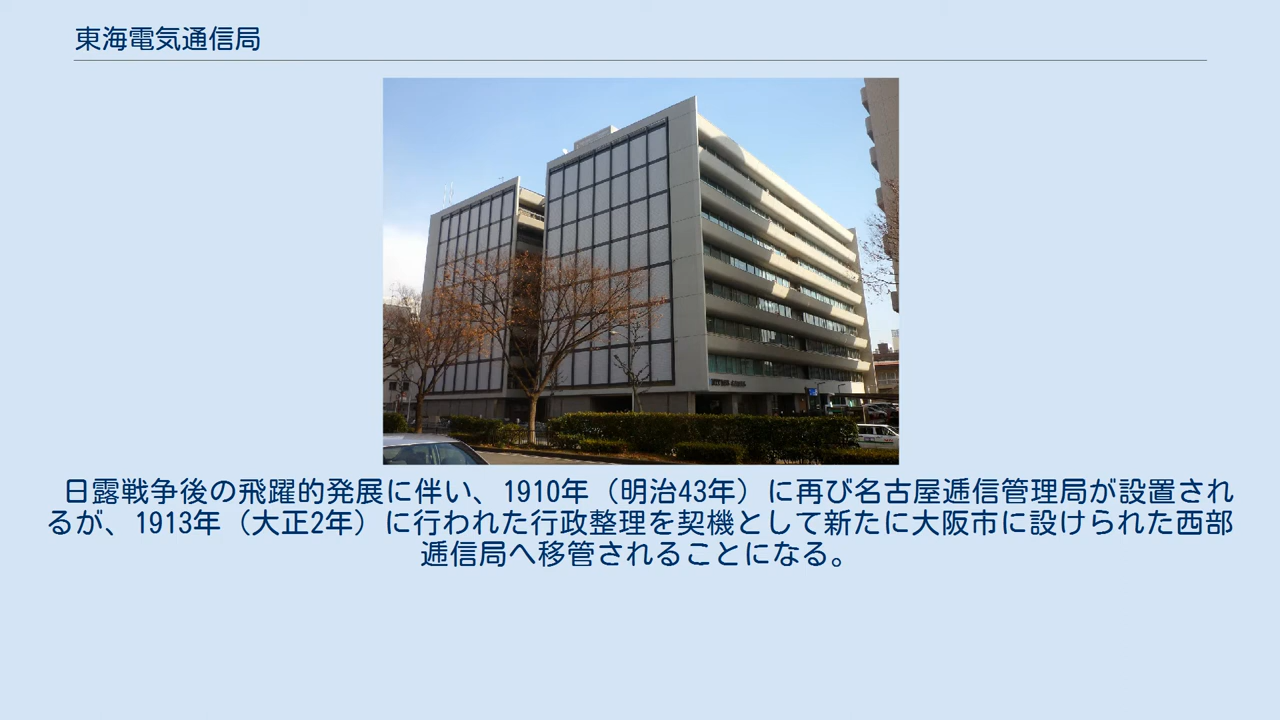 東海電気通信局
日露戦争後の飛躍的発展に伴い、1910年（明治43年）に再び名古屋逓信管理局が設置され
るが、1913年（大正2年）に行われた行政整理を契機として新たに大阪市に設けられた西部
逓信局へ移管されることになる。